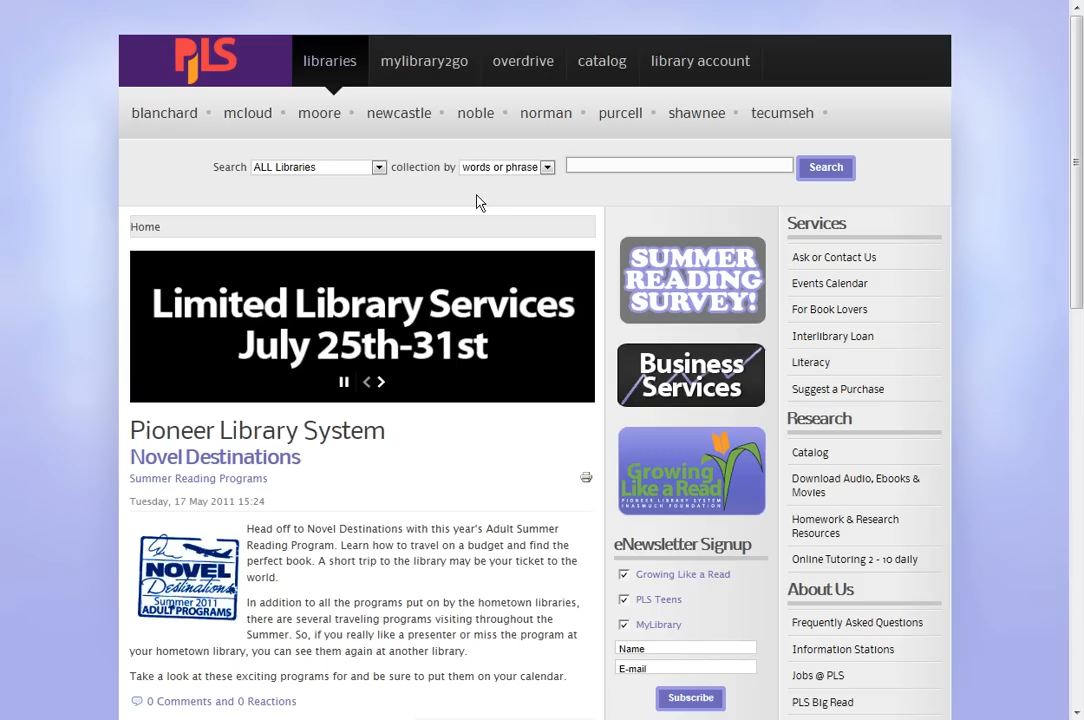 PLS
libraries mylibrary2go overdrive catalog library account
blanchard • mcloud • moore • newcastle • noble • norman • purcell • shawnee • tecumseh •
Search ALL Libraries collection by words or phrase Search
Home
Limited Library Services
July 25th-31st
Pioneer Library System
Novel Destinations
Summer Reading Programs
Tuesday, 17 May 2011 15:24
NOVEL
Destinations
Summer 2011
ADULT PROGRAMS
Head off to Novel Destinations with this year's Adult Summer
Reading Program. Learn how to travel on a budget and find the
perfect book. A short trip to the library may be your ticket to the
world.
In addition to all the programs put on by the hometown libraries,
there are several traveling programs visiting throughout the
Summer. So, if you really like a presenter or miss the program at
your hometown library, you can see them again at another library.
Take a look at these exciting programs for and be sure to put them on your calendar.
0 Comments and 0 Reactions
SUMMER
READING
SURVEY!
Business
Services
Growing
Like a Read
PIONEER LIBRARY SYSTEM
INASMUCH FOUNDATION
eNewsletter Signup
Growing Like a Read
PLS Teens
MyLibrary
Name
E-mail
Subscribe
Services
Ask or Contact Us
Events Calendar
For Book Lovers
Interlibrary Loan
Literacy
Suggest a Purchase
Research
Catalog
Download Audio, Ebooks &
Movies
Homework & Research
Resources
Online Tutoring 2 - 10 daily
About Us
Frequently Asked Questions
Information Stations
Jobs @ PLS
PLS Big Read